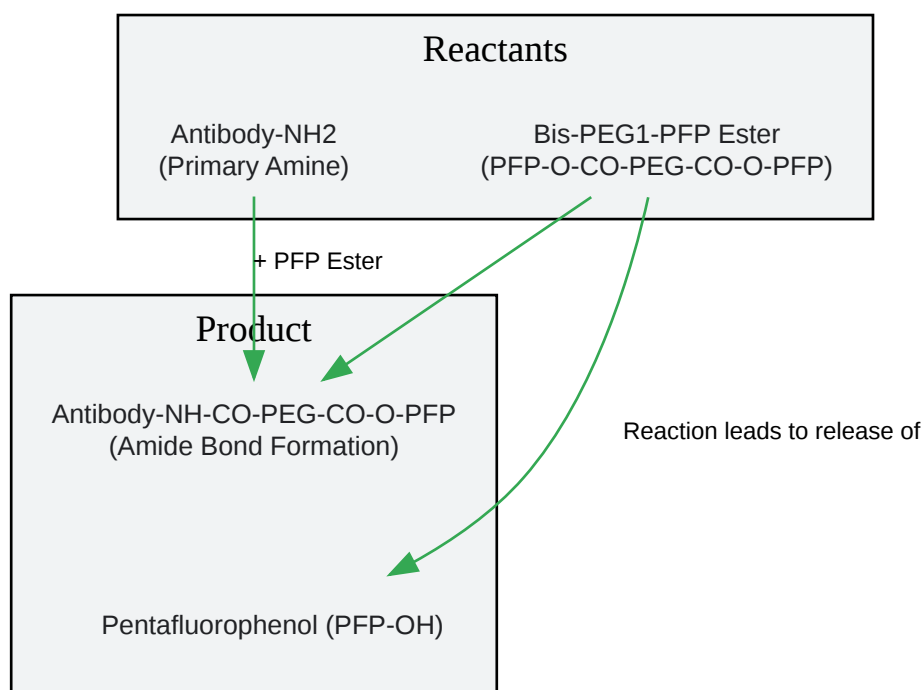 Reactants
Antibody-NH2
(Primary Amine)
Bis-PEG1-PFP Ester
(PFP-O-CO-PEG-CO-O-PFP)
+ PFP Ester
Product
Antibody-NH-CO-PEG-CO-O-PFP
(Amide Bond Formation)
Reaction leads to release of
Pentafluorophenol (PFP-OH)